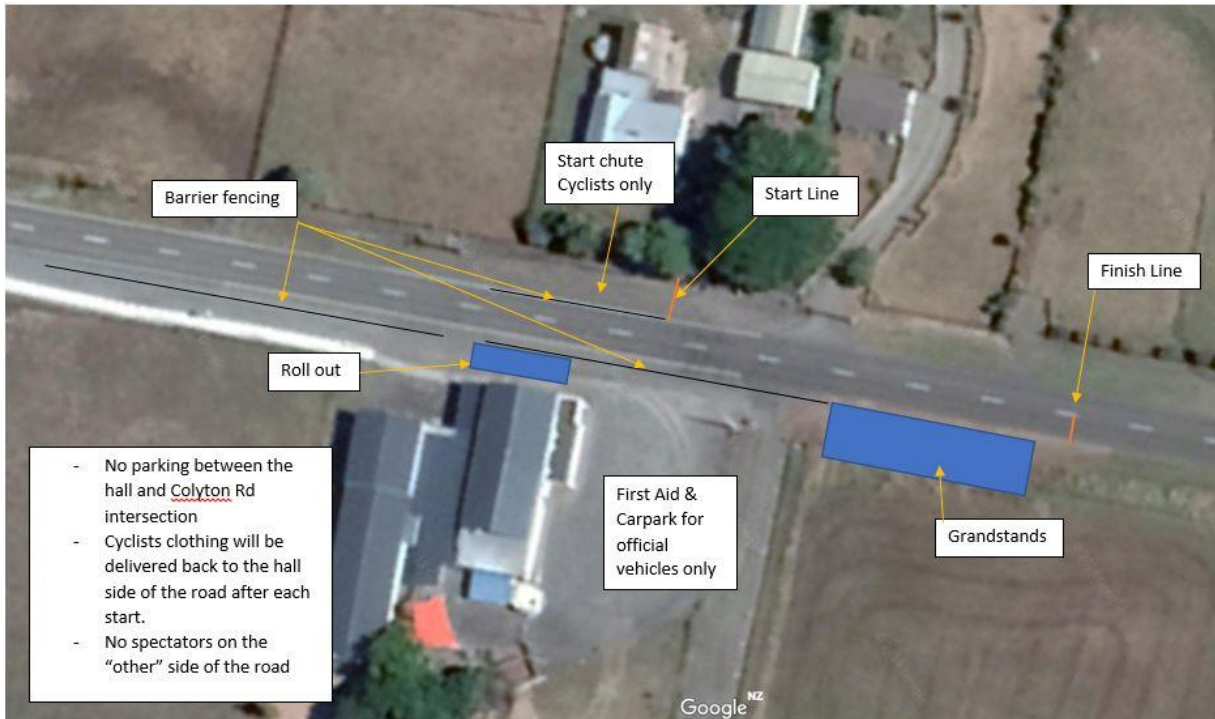 Start chute
Cyclists only
Barrier fencing
Start Line
Finish Line
Roll out
- No parking between the
hall and Colyton Rd
intersection
- Cyclists clothing will be
delivered back to the hall
side of the road after each
start.
- No spectators on the
“other” side of the road
First Aid &
Carpark for
official
vehicles only
Grandstands
Google NZ